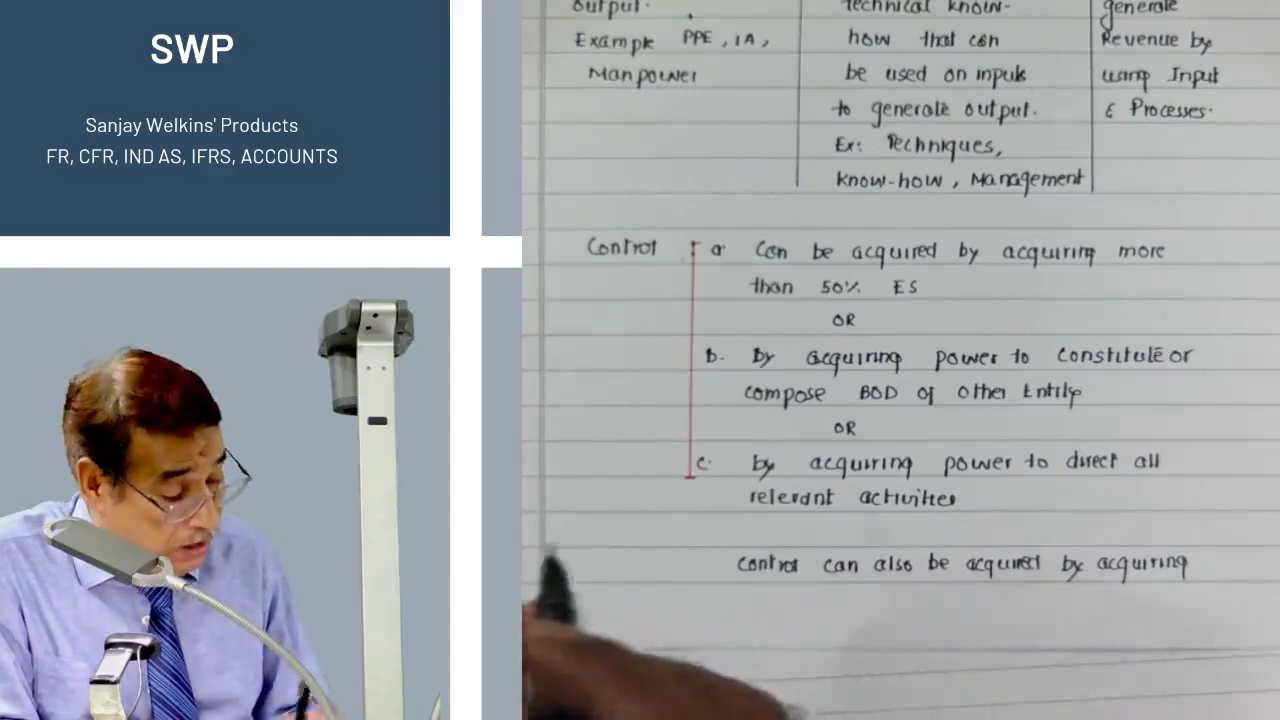 SWP
Sanjay Welkins' Products
FR, CFR, IND AS, IFRS, ACCOUNTS
output.
Example PPE, IA,
Manpower
technical know-
how that can
be used on inputs
to generate output.
Ex: Techniques,
know-how, Management
generate
Revenue by
using Input
& Processes.
Control
a. Can be acquired by acquiring more
than 50% ES
OR
b. By acquiring power to constitute or
compose BOD of other Entity
OR
c. by acquiring power to direct all
relevant activities
control can also be acquired by acquiring